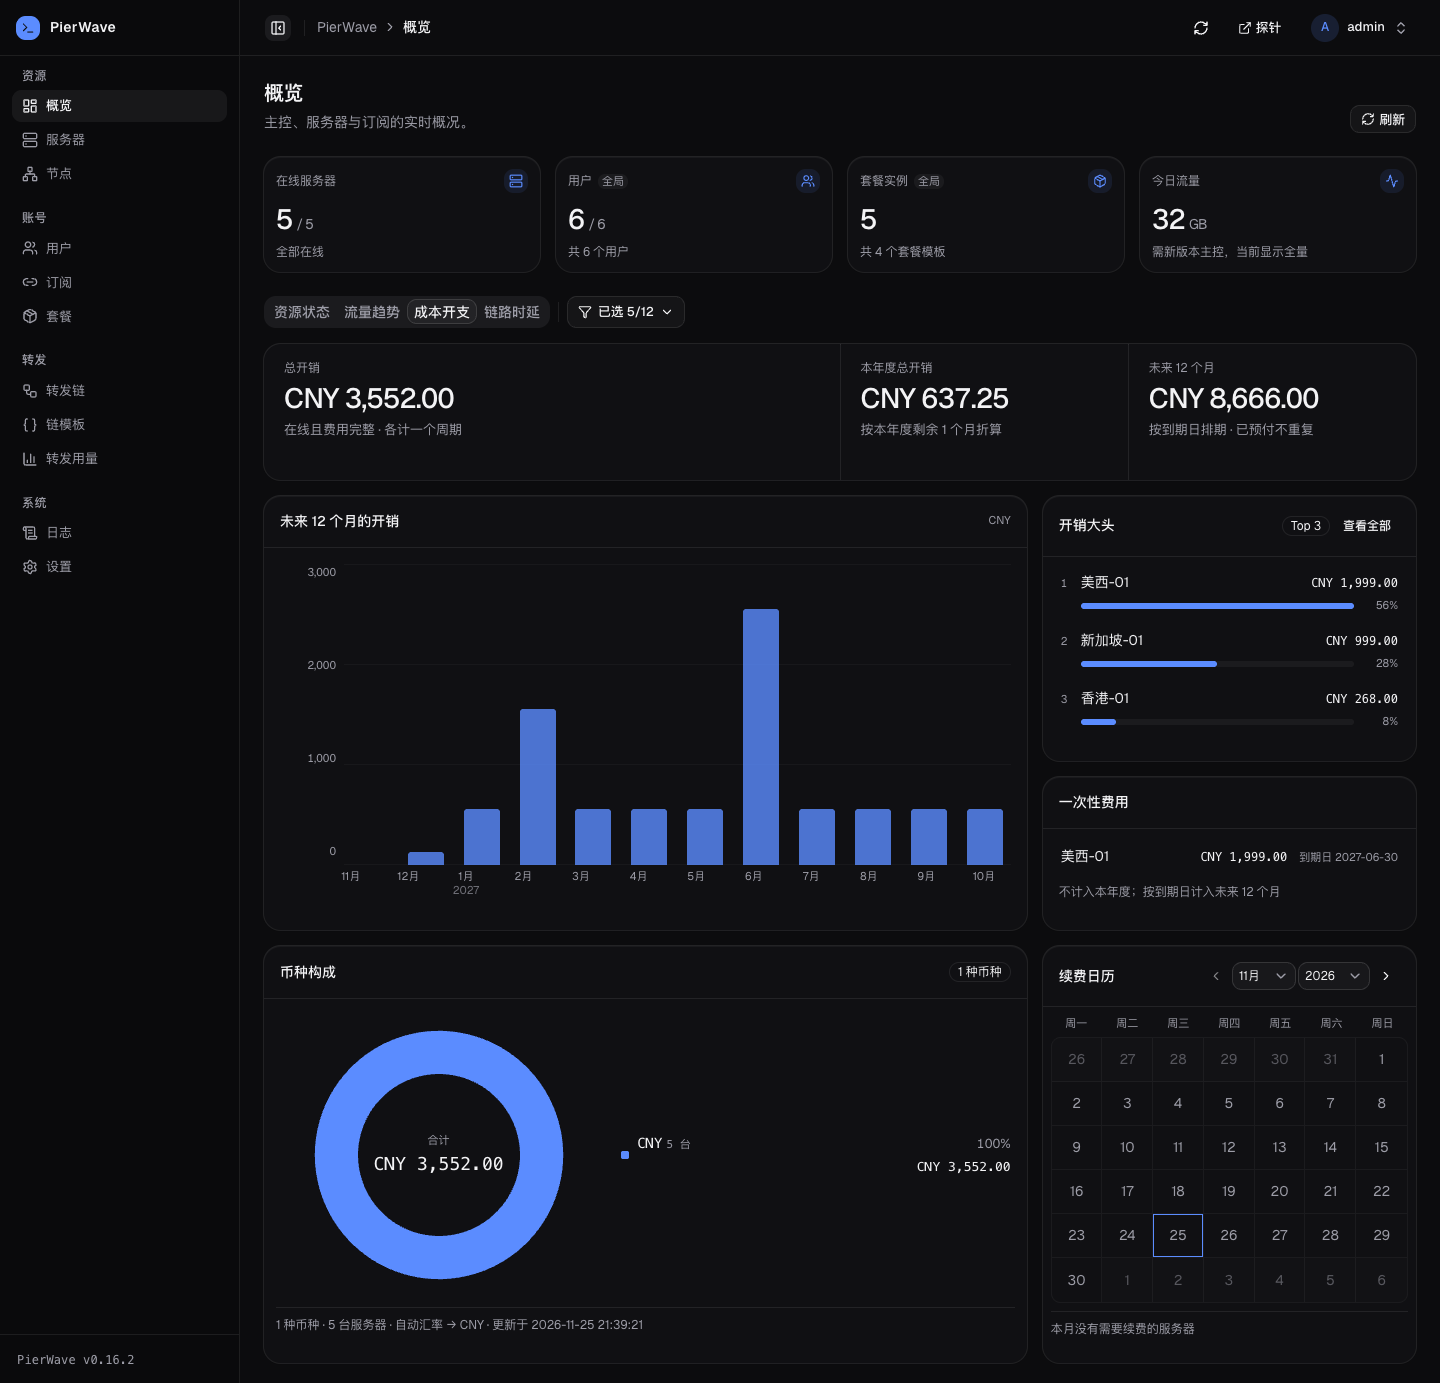 PierWave
PierWave > 概览
探针
A
admin
资源
概览
服务器
节点
账号
用户
订阅
套餐
转发
转发链
链模板
转发用量
系统
日志
设置
PierWave v0.16.2
概览
主控、服务器与订阅的实时概况。
刷新
在线服务器
5 / 5
全部在线
用户 全局
6 / 6
共 6 个用户
套餐实例 全局
5
共 4 个套餐模板
今日流量
32 GB
需新版本主控，当前显示全量
资源状态 流量趋势 成本开支 链路时延
已选 5/12
总开销
CNY 3,552.00
在线且费用完整 · 各计一个周期
本年度总开销
CNY 637.25
按本年度剩余 1 个月折算
未来 12 个月
CNY 8,666.00
按到期日排期 · 已预付不重复
未来 12 个月的开销
CNY
3,000
2,000
1,000
0
11月 12月 1月 2月 3月 4月 5月 6月 7月 8月 9月 10月
2027
开销大头
Top 3 查看全部
1 美西-01 CNY 1,999.00
56%
2 新加坡-01 CNY 999.00
28%
3 香港-01 CNY 268.00
8%
一次性费用
美西-01 CNY 1,999.00 到期日 2027-06-30
不计入本年度；按到期日计入未来 12 个月
币种构成
1 种币种
合计
CNY 3,552.00
CNY 5 台
100%
CNY 3,552.00
1 种币种 · 5 台服务器 · 自动汇率 → CNY · 更新于 2026-11-25 21:39:21
续费日历
11月 2026
周一 周二 周三 周四 周五 周六 周日
26 27 28 29 30 31 1
2 3 4 5 6 7 8
9 10 11 12 13 14 15
16 17 18 19 20 21 22
23 24 25 26 27 28 29
30 1 2 3 4 5 6
本月没有需要续费的服务器